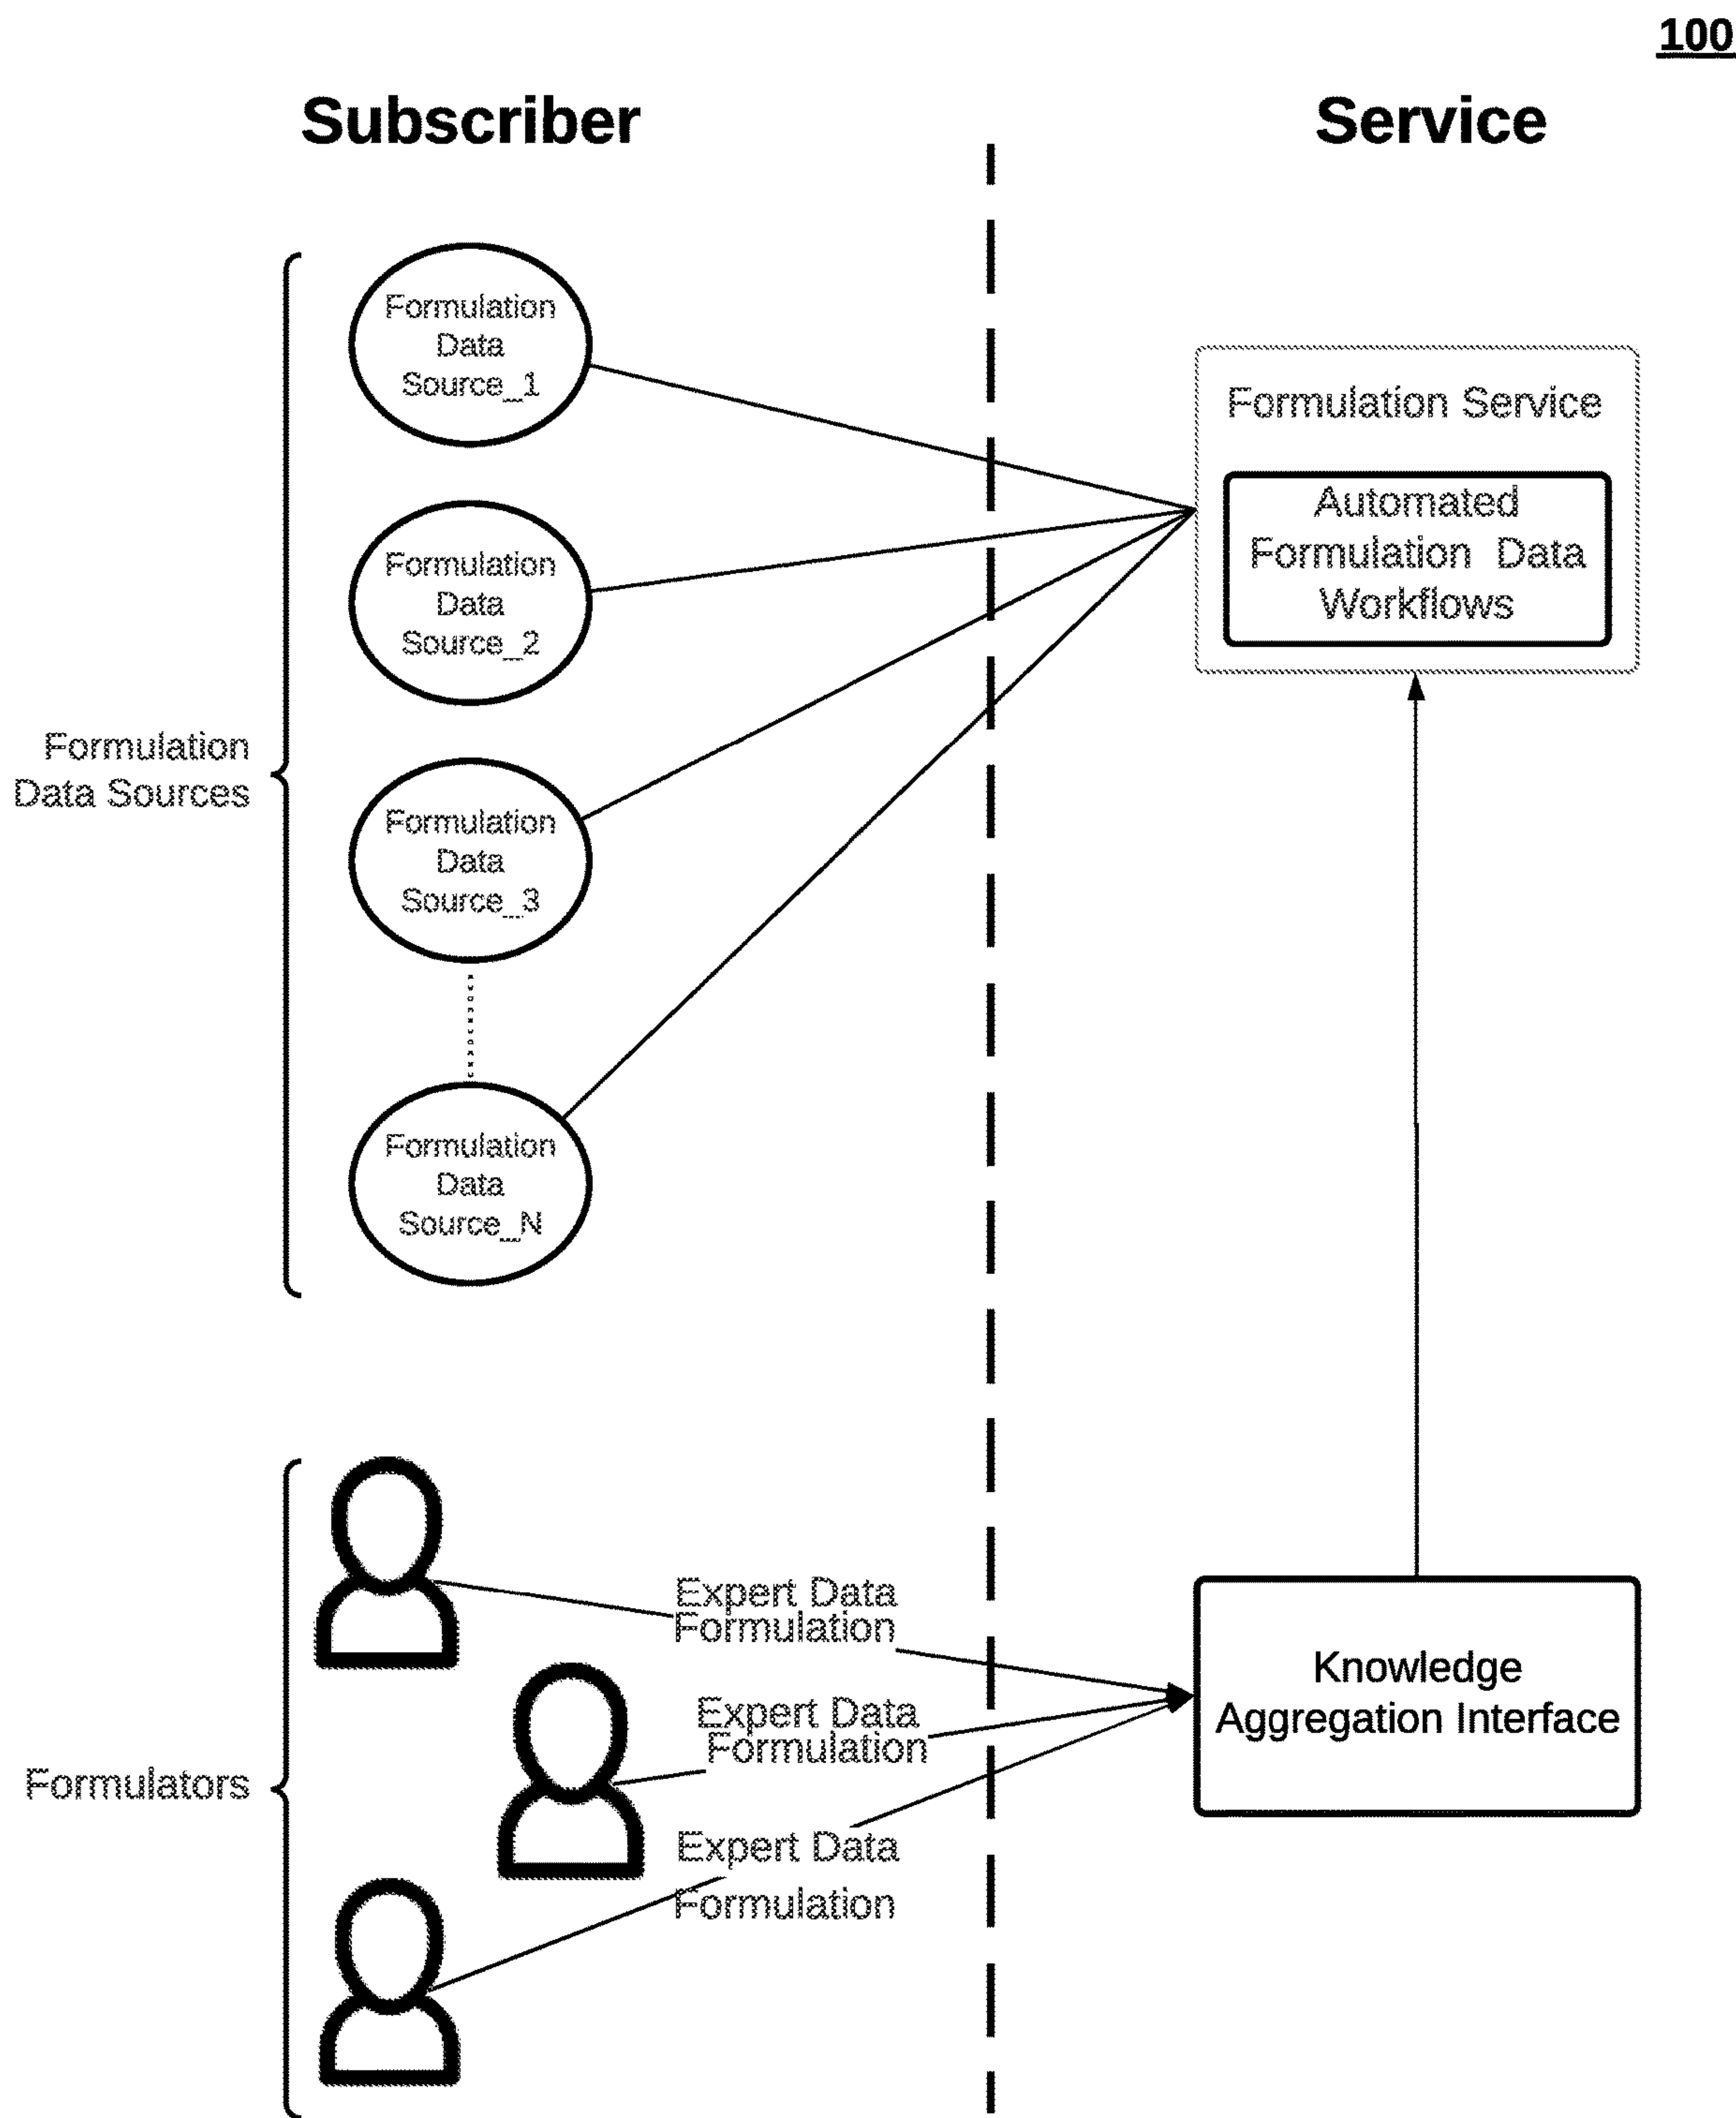 100
Subscriber
Service
Formulation
Data
Source_1
Formulation Service
Automated
Formulation Data
Workflows
Formulation
Data
Source_2
Formulation
Data Sources
Formulation
Data
Source_3
Formulation
Data
Source_N
Formulators
Expert Data
Formulation
Expert Data
Formulation
Expert Data
Formulation
Knowledge
Aggregation Interface